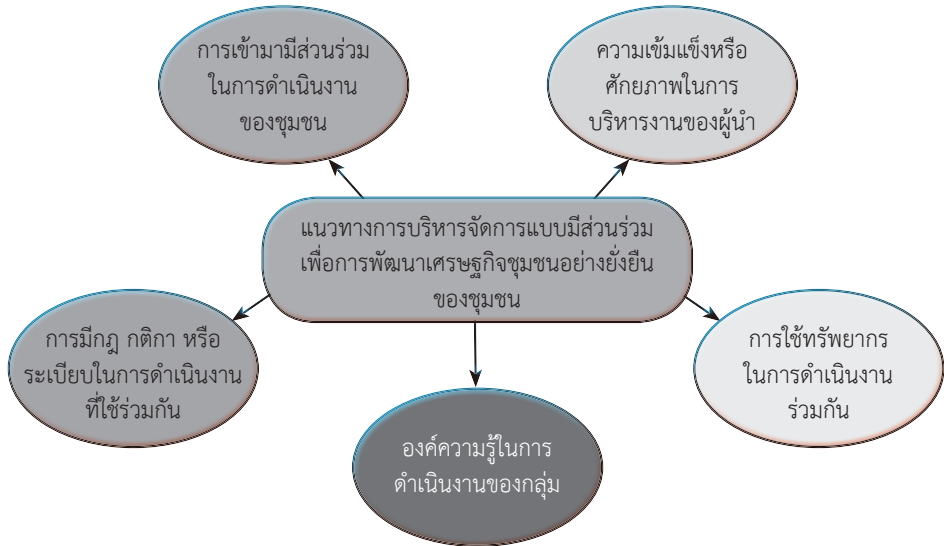 การเข้ามามีส่วนร่วม
ในการดำเนินงาน
ของชุมชน
ความเข้มแข็งหรือ
ศักยภาพในการ
บริหารงานของผู้นำ
แนวทางการบริหารจัดการแบบมีส่วนร่วม
เพื่อการพัฒนาเศรษฐกิจชุมชนอย่างยั่งยืน
ของชุมชน
การมีกฎ กติกา หรือ
ระเบียบในการดำเนินงาน
ที่ใช้ร่วมกัน
การใช้ทรัพยากร
ในการดำเนินงาน
ร่วมกัน
องค์ความรู้ในการ
ดำเนินงานของกลุ่ม